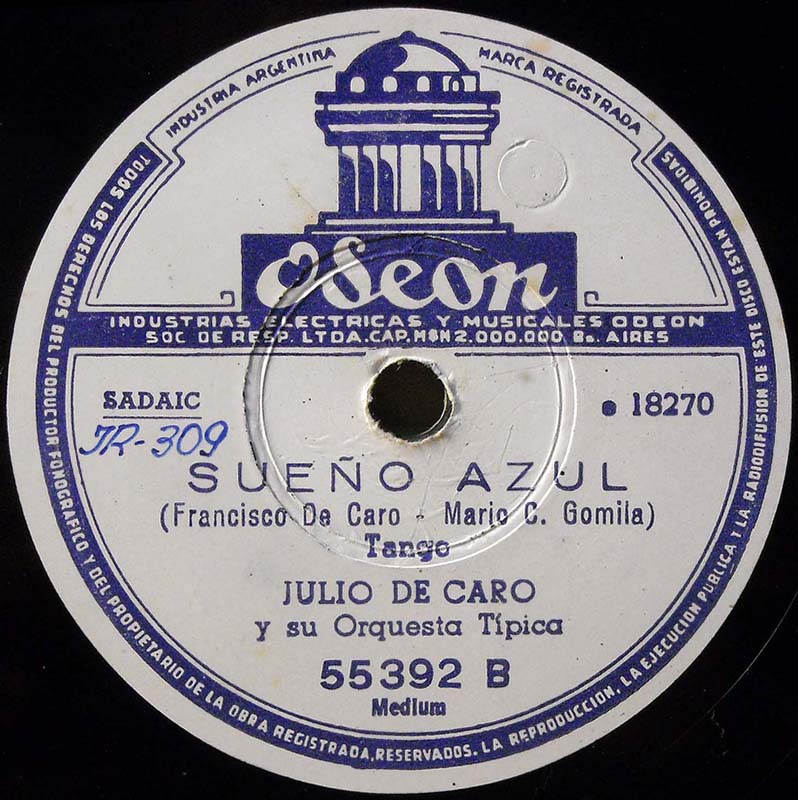 INDUSTRIA ARGENTINA
MARCA REGISTRADA
Odeon
INDUSTRIAS ELECTRICAS Y MUSICALES ODEON
SOC DE RESP. LTDA. CAP. M$N 2.000.000 Bs. AIRES
SADAIC
JR-309
18270
SUEÑO AZUL
(Francisco De Caro - Mario C. Gomila)
Tango
JULIO DE CARO
y su Orquesta Típica
55392 B
Medium
TODOS LOS DERECHOS DEL PRODUCTOR FONOGRAFICO Y DEL PROPIETARIO DE LA OBRA REGISTRADA, RESERVADOS. LA REPRODUCCION, LA EJECUCION PUBLICA Y LA RADIODIFUSION DE ESTE DISCO ESTAN PROHIBIDAS